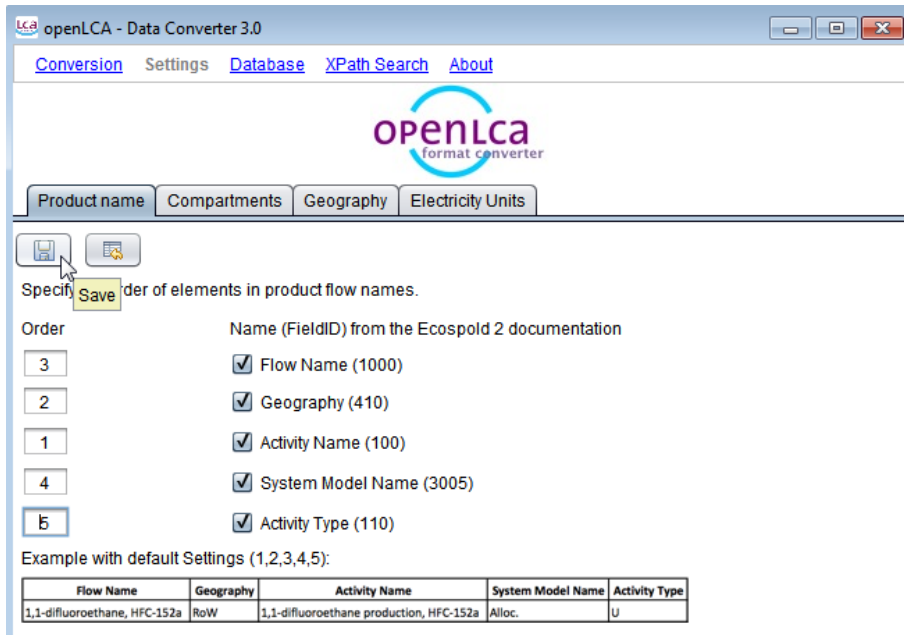 Lca openLCA - Data Converter 3.0
Conversion Settings Database XPath Search About
openLca
format converter
Product name Compartments Geography Electricity Units
Specify Save der of elements in product flow names.
Order Name (FieldID) from the Ecospold 2 documentation
3 Flow Name (1000)
2 Geography (410)
1 Activity Name (100)
4 System Model Name (3005)
5 Activity Type (110)
Example with default Settings (1,2,3,4,5):
Flow Name Geography Activity Name System Model Name Activity Type
1,1-difluoroethane, HFC-152a RoW 1,1-difluoroethane production, HFC-152a Alloc. U